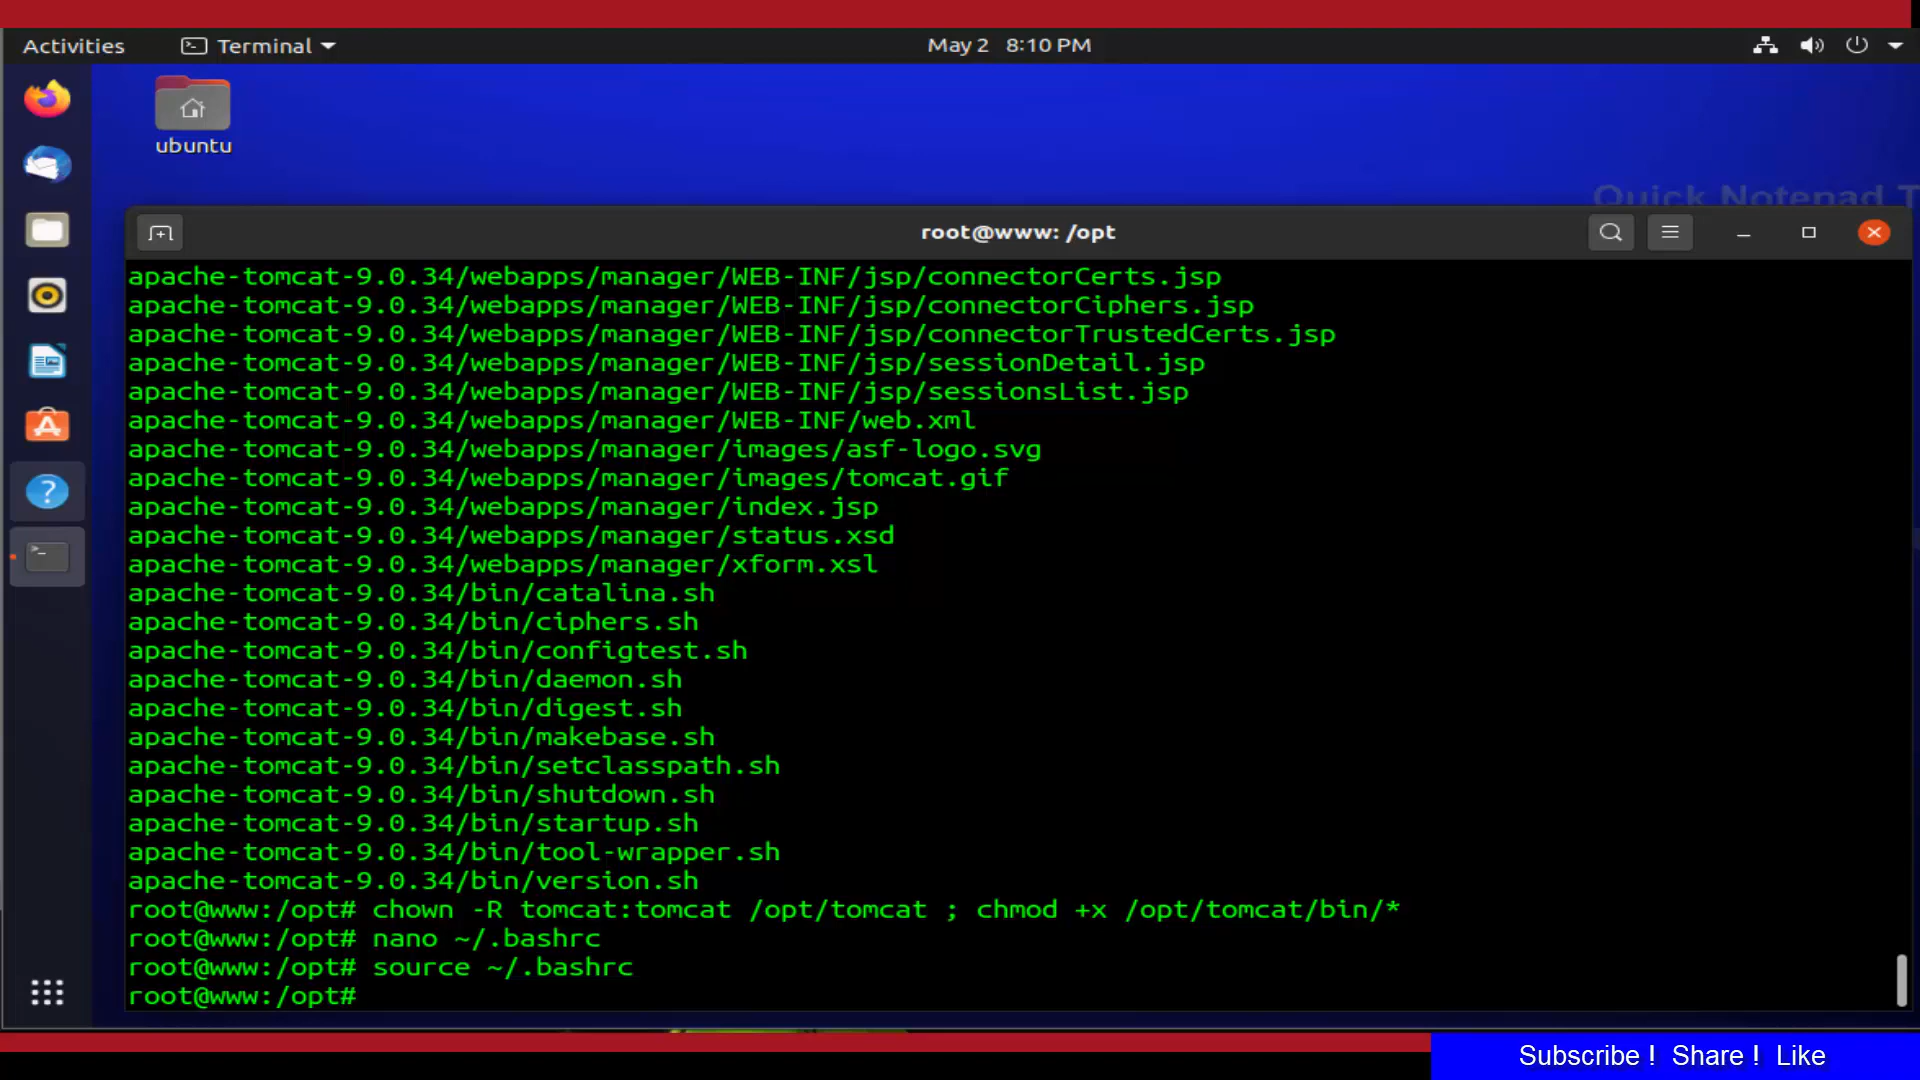 Activities
Terminal
May 2 8:10 PM
ubuntu
Quick Notepad T
root@www: /opt
apache-tomcat-9.0.34/webapps/manager/WEB-INF/jsp/connectorCerts.jsp
apache-tomcat-9.0.34/webapps/manager/WEB-INF/jsp/connectorCiphers.jsp
apache-tomcat-9.0.34/webapps/manager/WEB-INF/jsp/connectorTrustedCerts.jsp
apache-tomcat-9.0.34/webapps/manager/WEB-INF/jsp/sessionDetail.jsp
apache-tomcat-9.0.34/webapps/manager/WEB-INF/jsp/sessionsList.jsp
apache-tomcat-9.0.34/webapps/manager/WEB-INF/web.xml
apache-tomcat-9.0.34/webapps/manager/images/asf-logo.svg
apache-tomcat-9.0.34/webapps/manager/images/tomcat.gif
apache-tomcat-9.0.34/webapps/manager/index.jsp
apache-tomcat-9.0.34/webapps/manager/status.xsd
apache-tomcat-9.0.34/webapps/manager/xform.xsl
apache-tomcat-9.0.34/bin/catalina.sh
apache-tomcat-9.0.34/bin/ciphers.sh
apache-tomcat-9.0.34/bin/configtest.sh
apache-tomcat-9.0.34/bin/daemon.sh
apache-tomcat-9.0.34/bin/digest.sh
apache-tomcat-9.0.34/bin/makebase.sh
apache-tomcat-9.0.34/bin/setclasspath.sh
apache-tomcat-9.0.34/bin/shutdown.sh
apache-tomcat-9.0.34/bin/startup.sh
apache-tomcat-9.0.34/bin/tool-wrapper.sh
apache-tomcat-9.0.34/bin/version.sh
root@www:/opt# chown -R tomcat:tomcat /opt/tomcat ; chmod +x /opt/tomcat/bin/*
root@www:/opt# nano ~/.bashrc
root@www:/opt# source ~/.bashrc
root@www:/opt#
Subscribe ! Share ! Like